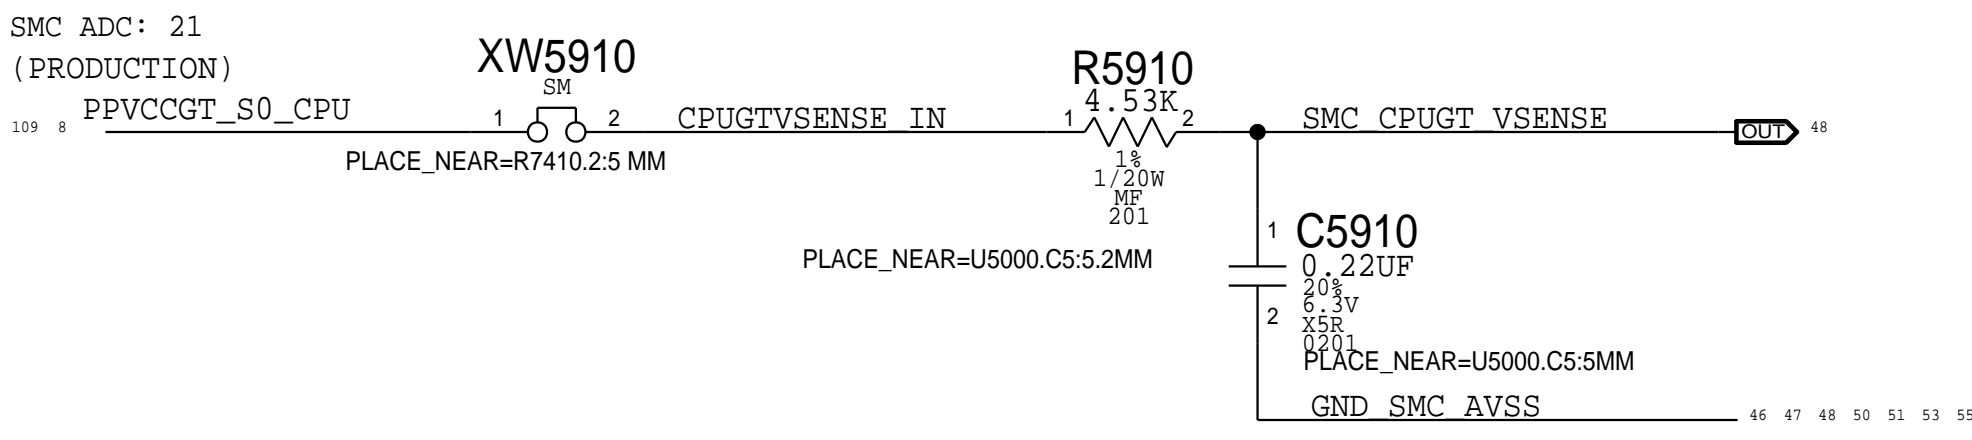 SMC ADC: 21
(PRODUCTION)
XW5910
SM
109 8 PPVCCGT_S0_CPU 1 2 CPUGTVSENSE_IN
PLACE_NEAR=R7410.2:5 MM
R5910
4.53K
1 2
1%
1/20W
MF
201
PLACE_NEAR=U5000.C5:5.2MM
SMC_CPUGT_VSENSE OUT 48
1 C5910
0.22UF
20%
6.3V
2 X5R
0201
PLACE_NEAR=U5000.C5:5MM
GND_SMC_AVSS 46 47 48 50 51 53 55